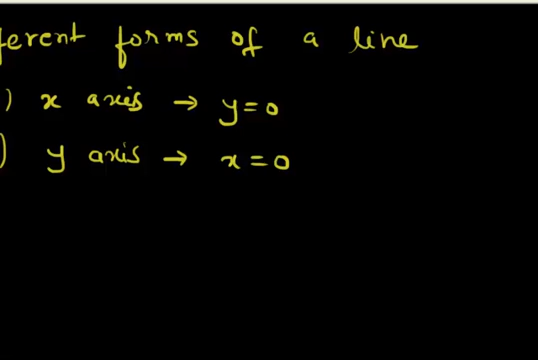 ferent forms of a line
) x axis → y = 0
) y axis → x = 0